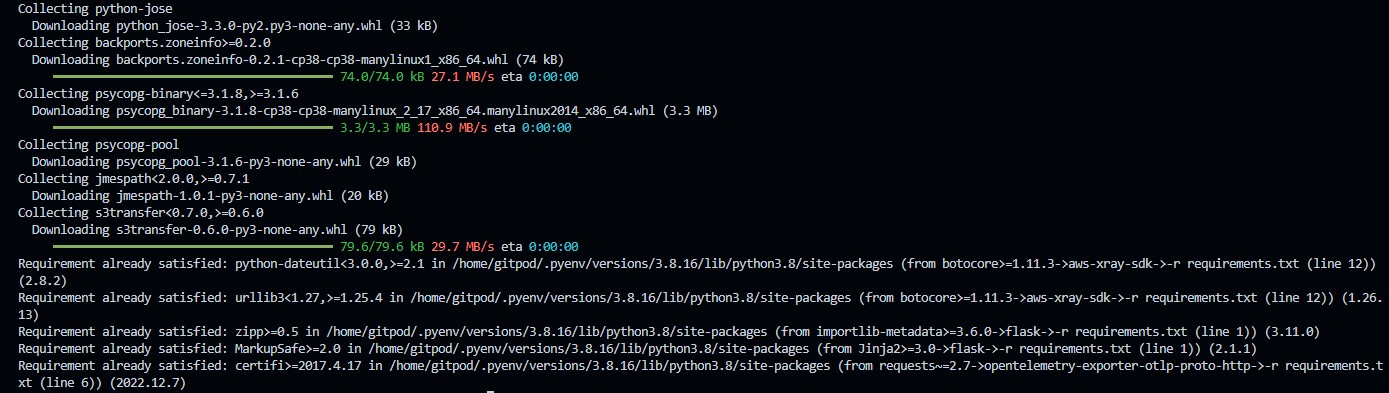 Collecting python-jose
Downloading python_jose-3.3.0-py2.py3-none-any.whl (33 kB)
Collecting backports.zoneinfo>=0.2.0
Downloading backports.zoneinfo-0.2.1-cp38-cp38-manylinux1_x86_64.whl (74 kB)
74.0/74.0 kB 27.1 MB/s eta 0:00:00
Collecting psycopg-binary<=3.1.8,>=3.1.6
Downloading psycopg_binary-3.1.8-cp38-cp38-manylinux_2_17_x86_64.manylinux2014_x86_64.whl (3.3 MB)
3.3/3.3 MB 110.9 MB/s eta 0:00:00
Collecting psycopg-pool
Downloading psycopg_pool-3.1.6-py3-none-any.whl (29 kB)
Collecting jmespath<2.0.0,>=0.7.1
Downloading jmespath-1.0.1-py3-none-any.whl (20 kB)
Collecting s3transfer<0.7.0,>=0.6.0
Downloading s3transfer-0.6.0-py3-none-any.whl (79 kB)
79.6/79.6 kB 29.7 MB/s eta 0:00:00
Requirement already satisfied: python-dateutil<3.0.0,>=2.1 in /home/gitpod/.pyenv/versions/3.8.16/lib/python3.8/site-packages (from botocore>=1.11.3->aws-xray-sdk->-r requirements.txt (line 12))
(2.8.2)
Requirement already satisfied: urllib3<1.27,>=1.25.4 in /home/gitpod/.pyenv/versions/3.8.16/lib/python3.8/site-packages (from botocore>=1.11.3->aws-xray-sdk->-r requirements.txt (line 12)) (1.26.
13)
Requirement already satisfied: zipp>=0.5 in /home/gitpod/.pyenv/versions/3.8.16/lib/python3.8/site-packages (from importlib-metadata>=3.6.0->flask->-r requirements.txt (line 1)) (3.11.0)
Requirement already satisfied: MarkupSafe>=2.0 in /home/gitpod/.pyenv/versions/3.8.16/lib/python3.8/site-packages (from Jinja2>=3.0->flask->-r requirements.txt (line 1)) (2.1.1)
Requirement already satisfied: certifi>=2017.4.17 in /home/gitpod/.pyenv/versions/3.8.16/lib/python3.8/site-packages (from requests~=2.7->opentelemetry-exporter-otlp-proto-http->-r requirements.t
xt (line 6)) (2022.12.7)